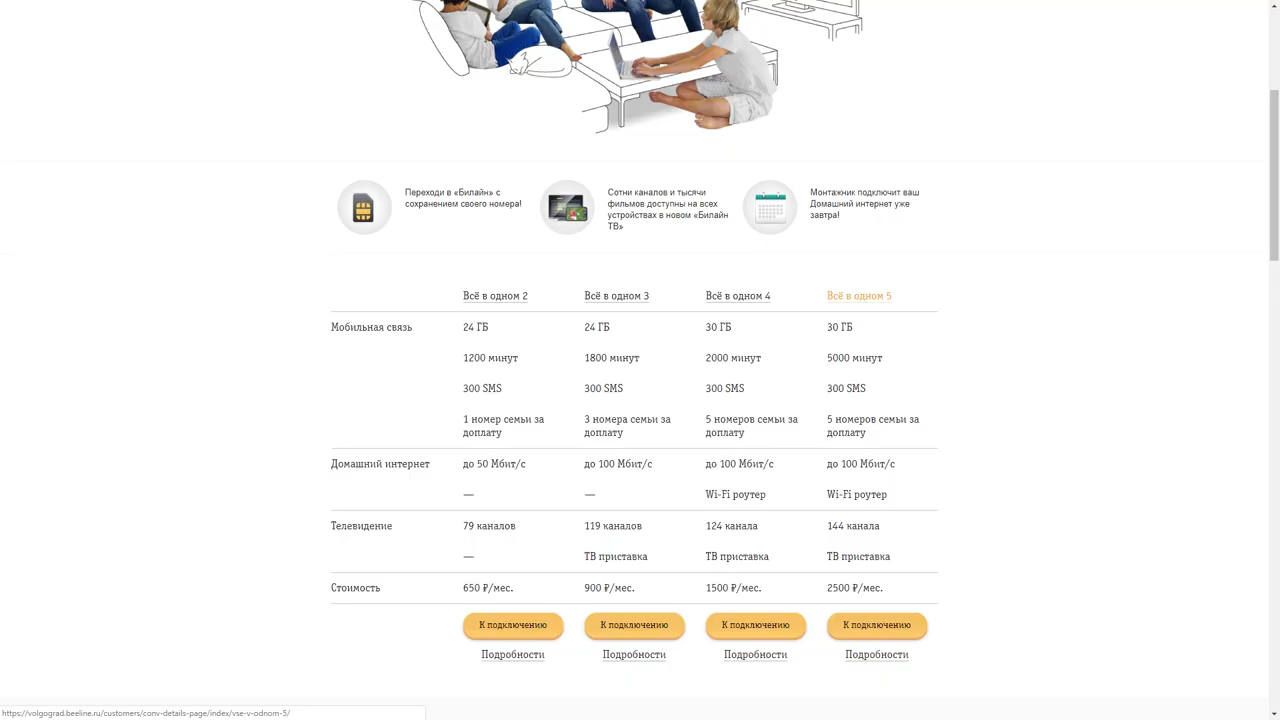 Переходи в «Билайн» с
сохранением своего номера!
Сотни каналов и тысячи
фильмов доступны на всех
устройствах в новом «Билайн
ТВ»
Монтажник подключит ваш
Домашний интернет уже
завтра!
Всё в одном 2 Всё в одном 3 Всё в одном 4 Всё в одном 5
Мобильная связь 24 ГБ 24 ГБ 30 ГБ 30 ГБ
1200 минут 1800 минут 2000 минут 5000 минут
300 SMS 300 SMS 300 SMS 300 SMS
1 номер семьи за 3 номера семьи за 5 номеров семьи за 5 номеров семьи за
доплату доплату доплату доплату
Домашний интернет до 50 Мбит/с до 100 Мбит/с до 100 Мбит/с до 100 Мбит/с
— — Wi-Fi роутер Wi-Fi роутер
Телевидение 79 каналов 119 каналов 124 канала 144 канала
— ТВ приставка ТВ приставка ТВ приставка
Стоимость 650 ₽/мес. 900 ₽/мес. 1500 ₽/мес. 2500 ₽/мес.
К подключению К подключению К подключению К подключению
Подробности Подробности Подробности Подробности
https://volgograd.beeline.ru/customers/conv-details-page/index/vse-v-odnom-5/